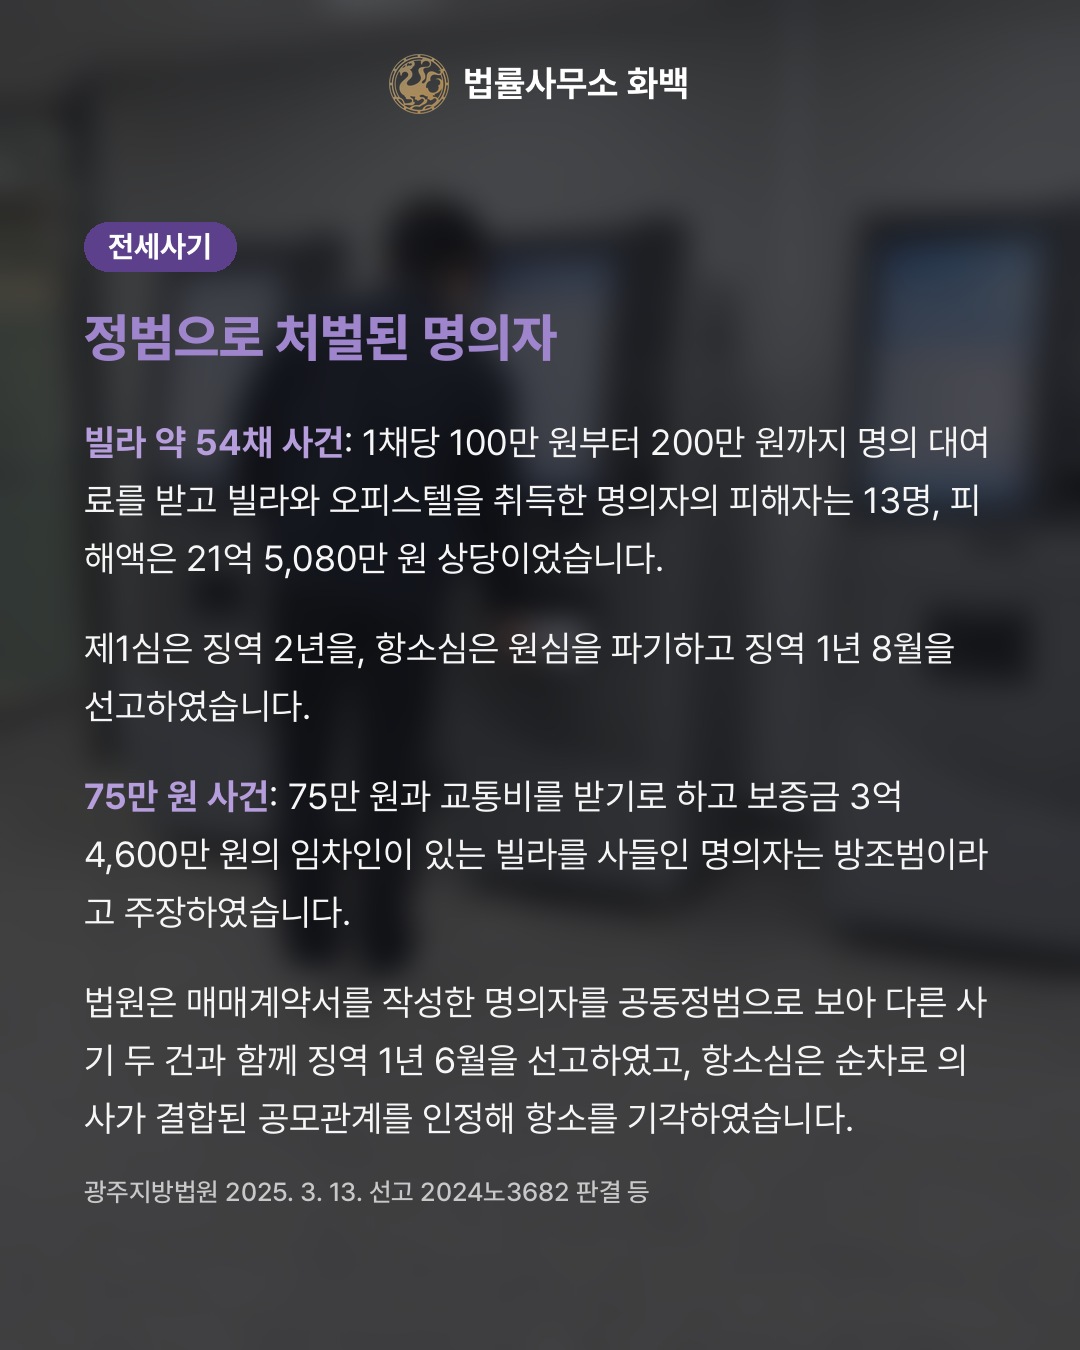 법률사무소 화백
전세사기
정범으로 처벌된 명의자
빌라 약 54채 사건: 1채당 100만 원부터 200만 원까지 명의 대여
료를 받고 빌라와 오피스텔을 취득한 명의자의 피해자는 13명, 피
해액은 21억 5,080만 원 상당이었습니다.
제1심은 징역 2년을, 항소심은 원심을 파기하고 징역 1년 8월을
선고하였습니다.
75만 원 사건: 75만 원과 교통비를 받기로 하고 보증금 3억
4,600만 원의 임차인이 있는 빌라를 사들인 명의자는 방조범이라
고 주장하였습니다.
법원은 매매계약서를 작성한 명의자를 공동정범으로 보아 다른 사
기 두 건과 함께 징역 1년 6월을 선고하였고, 항소심은 순차로 의
사가 결합된 공모관계를 인정해 항소를 기각하였습니다.
광주지방법원 2025. 3. 13. 선고 2024노3682 판결 등